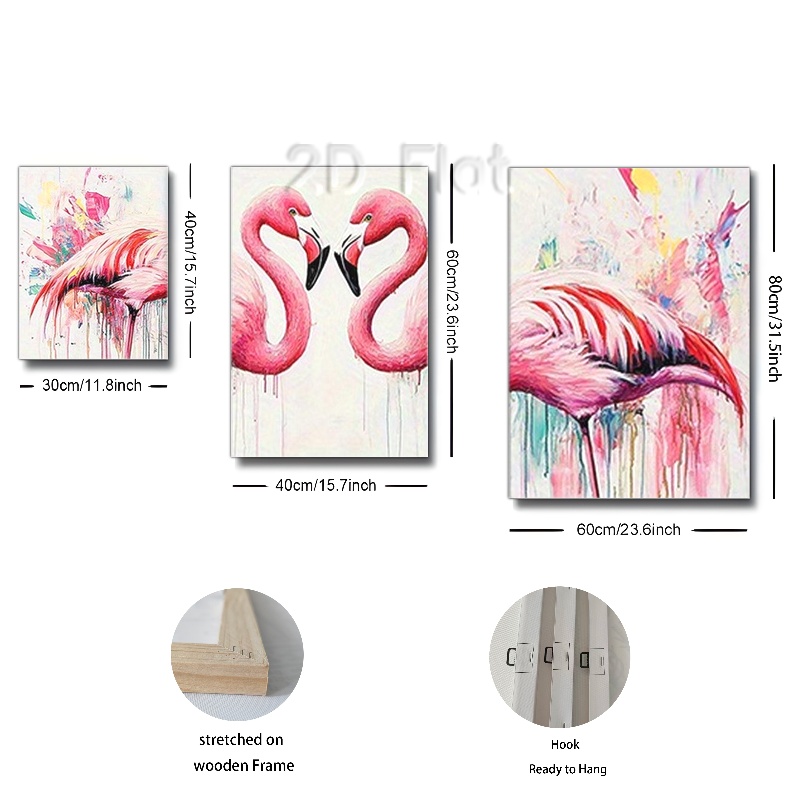 2D Flat
40cm/15.7inch
30cm/11.8inch
60cm/23.6inch
40cm/15.7inch
80cm/31.5inch
60cm/23.6inch
stretched on
wooden Frame
Hook
Ready to Hang